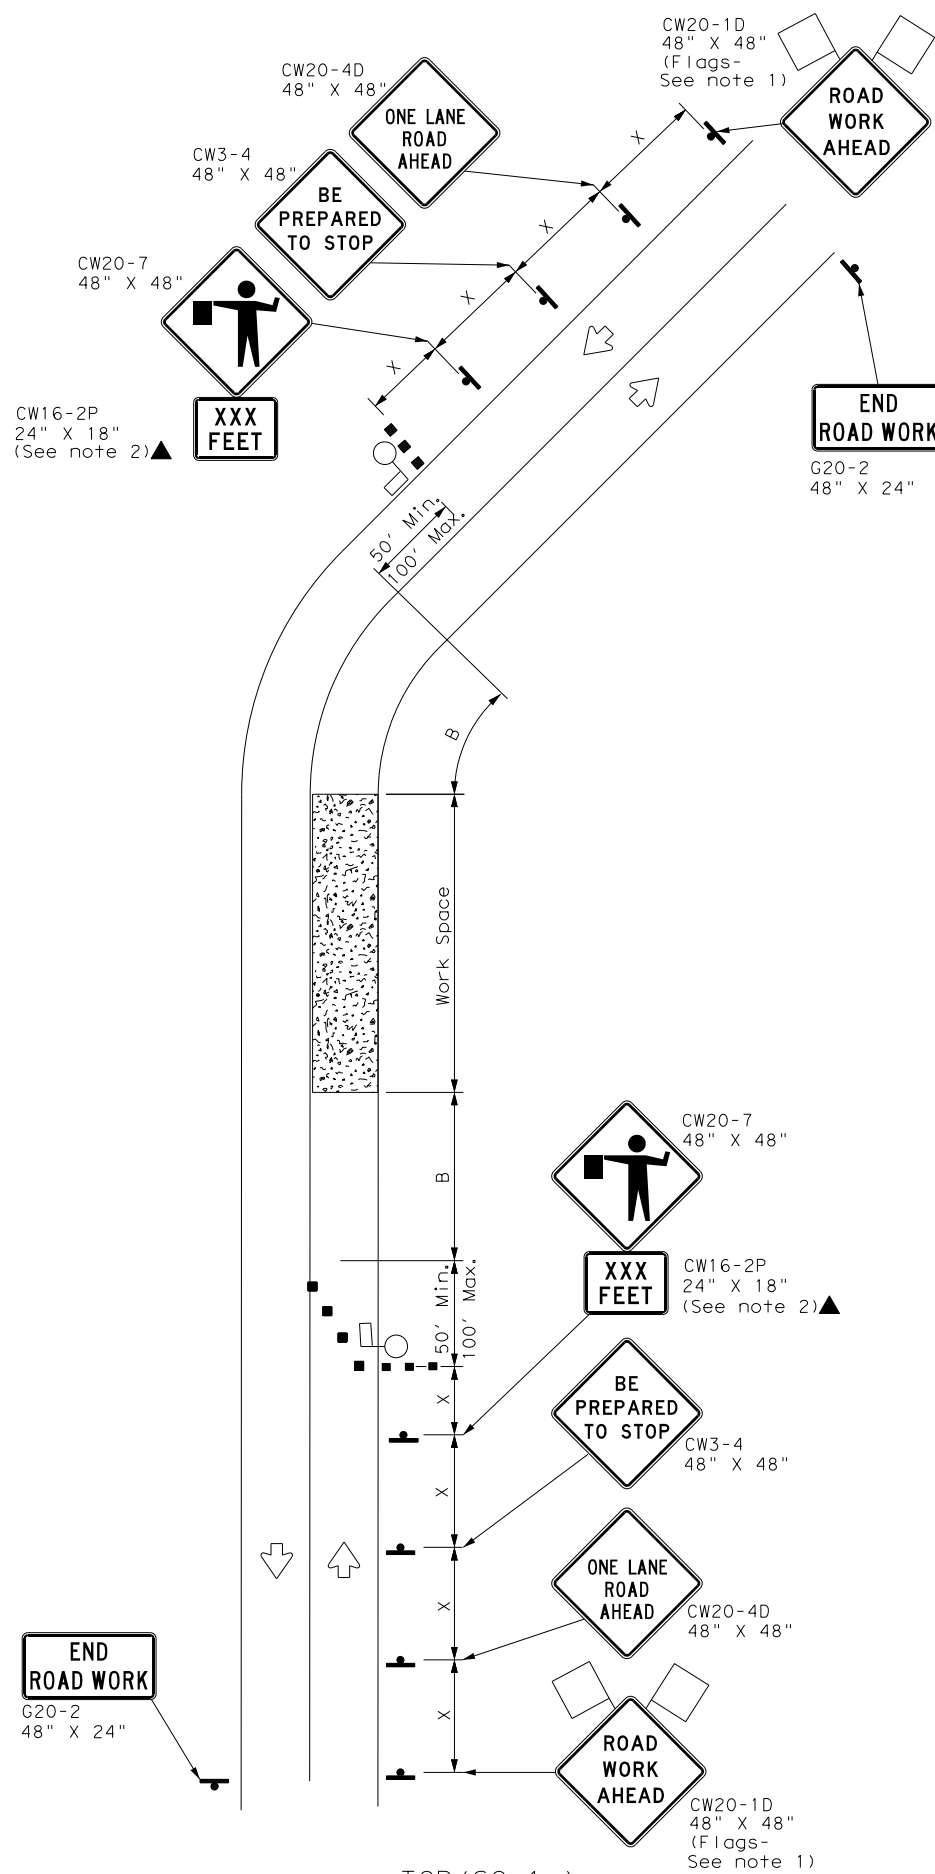 CW20-1D
48" X 48"
(Flags-
See note 1)
ROAD
WORK
AHEAD
CW20-4D
48" X 48"
ONE LANE
ROAD
AHEAD
X
CW3-4
48" X 48"
BE
PREPARED
TO STOP
X
CW20-7
48" X 48"
X
X
XXX
FEET
CW16-2P
24" X 18"
(See note 2)
END
ROAD WORK
G20-2
48" X 24"
50' Min.
100' Max.
B
Work Space
B
CW20-7
48" X 48"
XXX
FEET
CW16-2P
24" X 18"
(See note 2)
50' Min.
100' Max.
X
BE
PREPARED
TO STOP
CW3-4
48" X 48"
X
ONE LANE
ROAD
AHEAD
CW20-4D
48" X 48"
X
END
ROAD WORK
G20-2
48" X 24"
X
ROAD
WORK
AHEAD
CW20-1D
48" X 48"
(Flags-
See note 1)